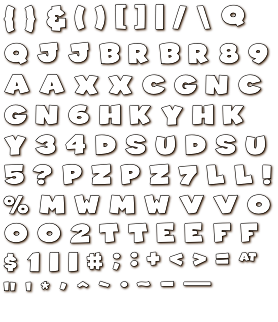 { } & ( ) [ ] | / \ Q
Q J J B R B R 8 9
A A X X C G C
G N 6 H K Y H K
Y 3 4 D S U D S U
5 ? P Z P Z 7 L L !
% W M W M V V O
O O 2 T T E E F F
$ 1 I I # ; : + < > = AT
" ! * , ^ - • ~ – —